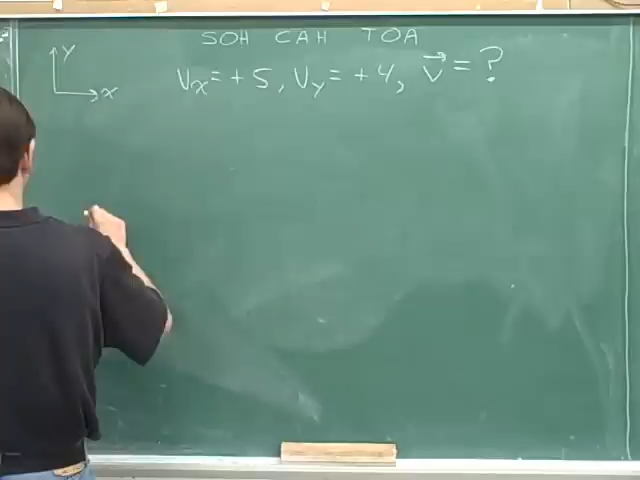 SOH CAH TOA
Y
x
Vx = +5, Vy = +4, v⃗ = ?